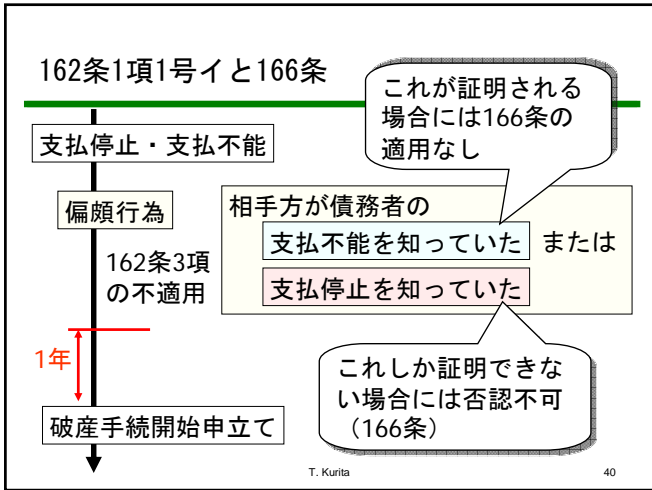 162条1項1号イと166条
これが証明される
場合には166条の
適用なし
支払停止・支払不能
偏頗行為
相手方が債務者の
支払不能を知っていた または
162条3項
の不適用
支払停止を知っていた
1年
これしか証明できな
い場合には否認不可
（166条）
破産手続開始申立て
T. Kurita
40